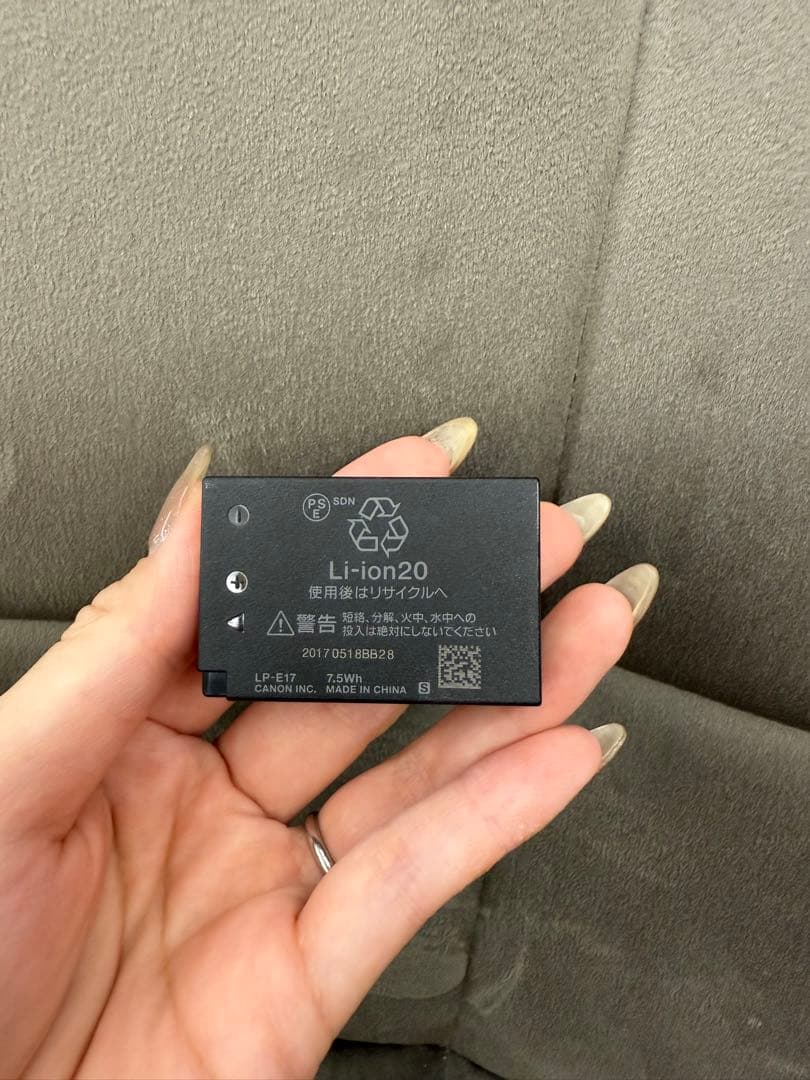 PSE SDN
Li-ion20
使用後はリサイクルへ
警告 短絡、分解、火中、水中への
投入は絶対にしないでください
20170518BB28
LP-E17 7.5Wh
CANON INC. MADE IN CHINA S